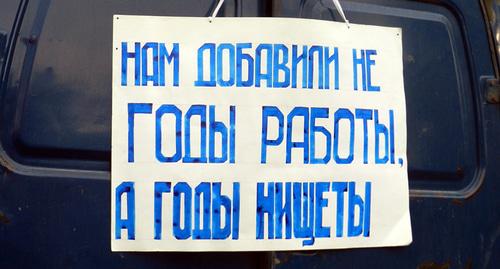 НАМ ДОБАВИЛИ НЕ
ГОДЫ РАБОТЫ,
А ГОДЫ НИЩЕТЫ